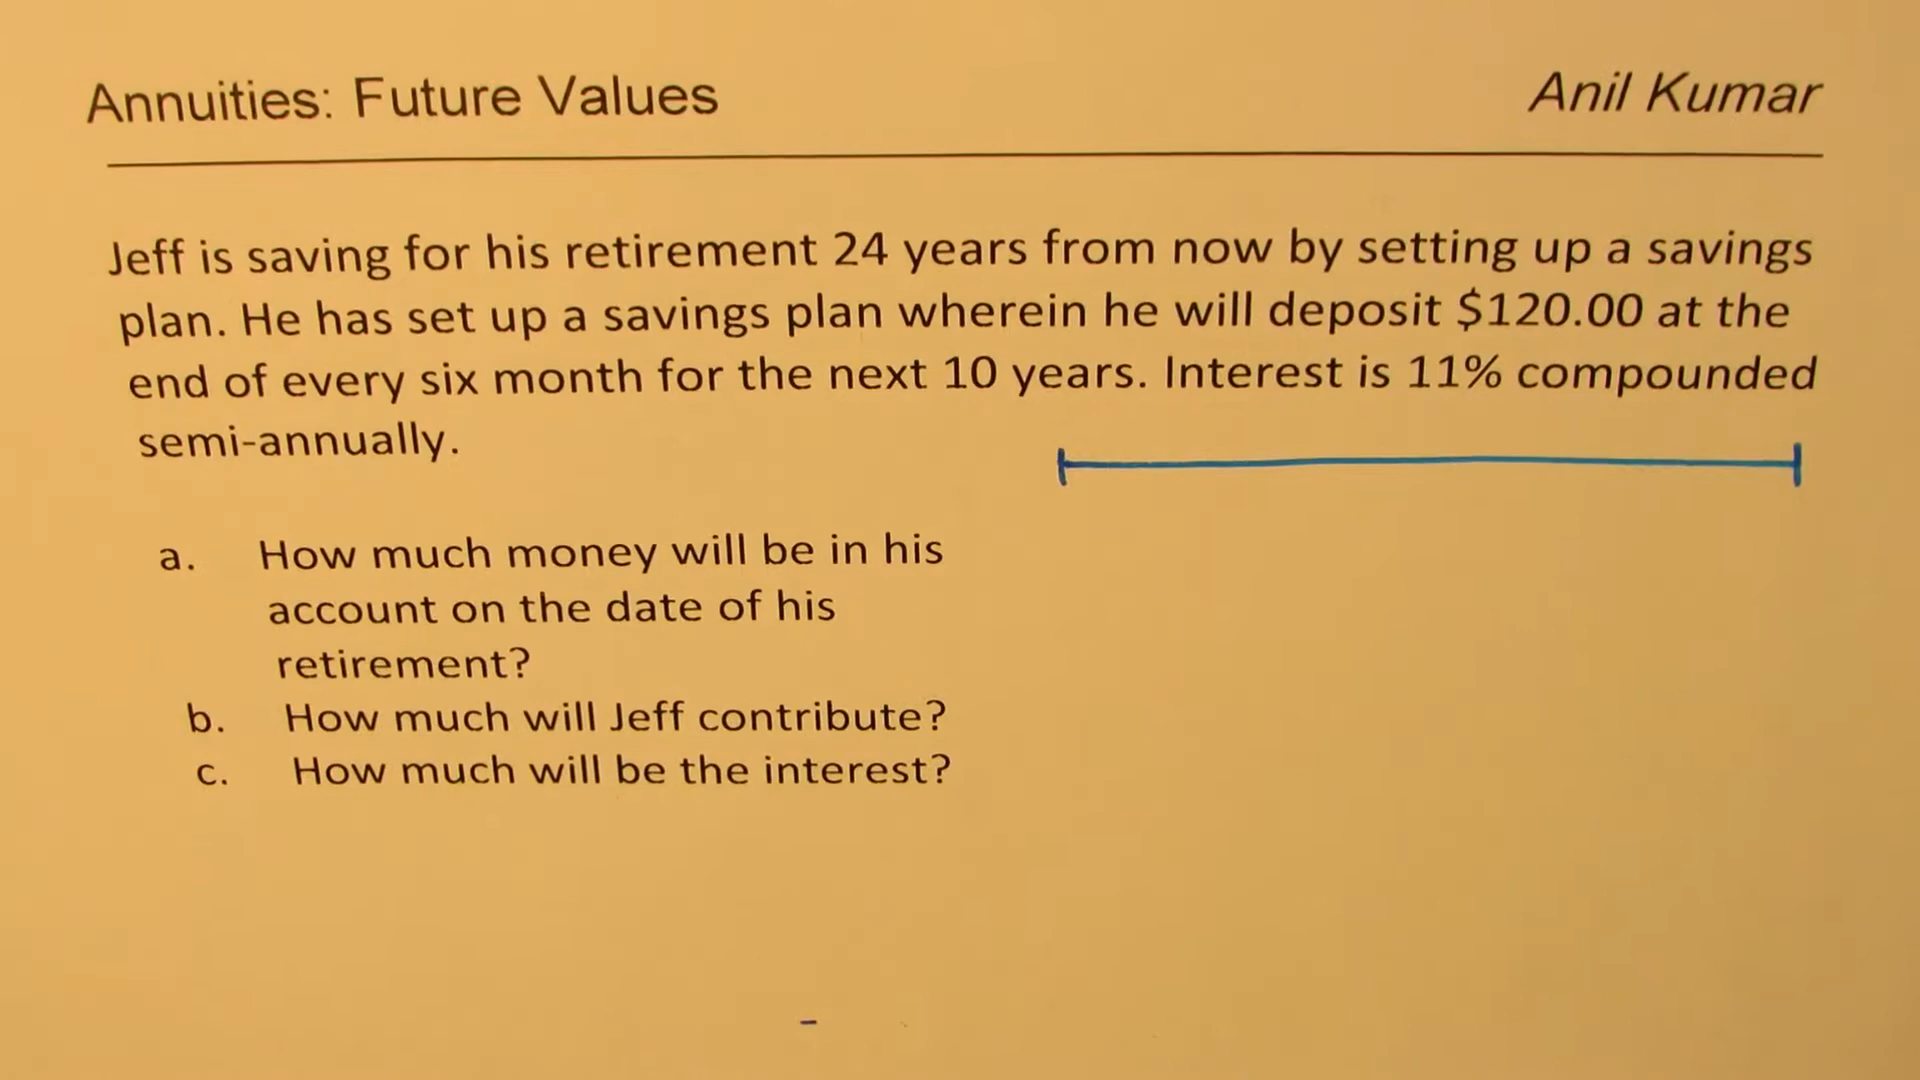 Annuities: Future Values
Anil Kumar
Jeff is saving for his retirement 24 years from now by setting up a savings
plan. He has set up a savings plan wherein he will deposit $120.00 at the
end of every six month for the next 10 years. Interest is 11% compounded
semi-annually.
a. How much money will be in his
account on the date of his
retirement?
b. How much will Jeff contribute?
c. How much will be the interest?